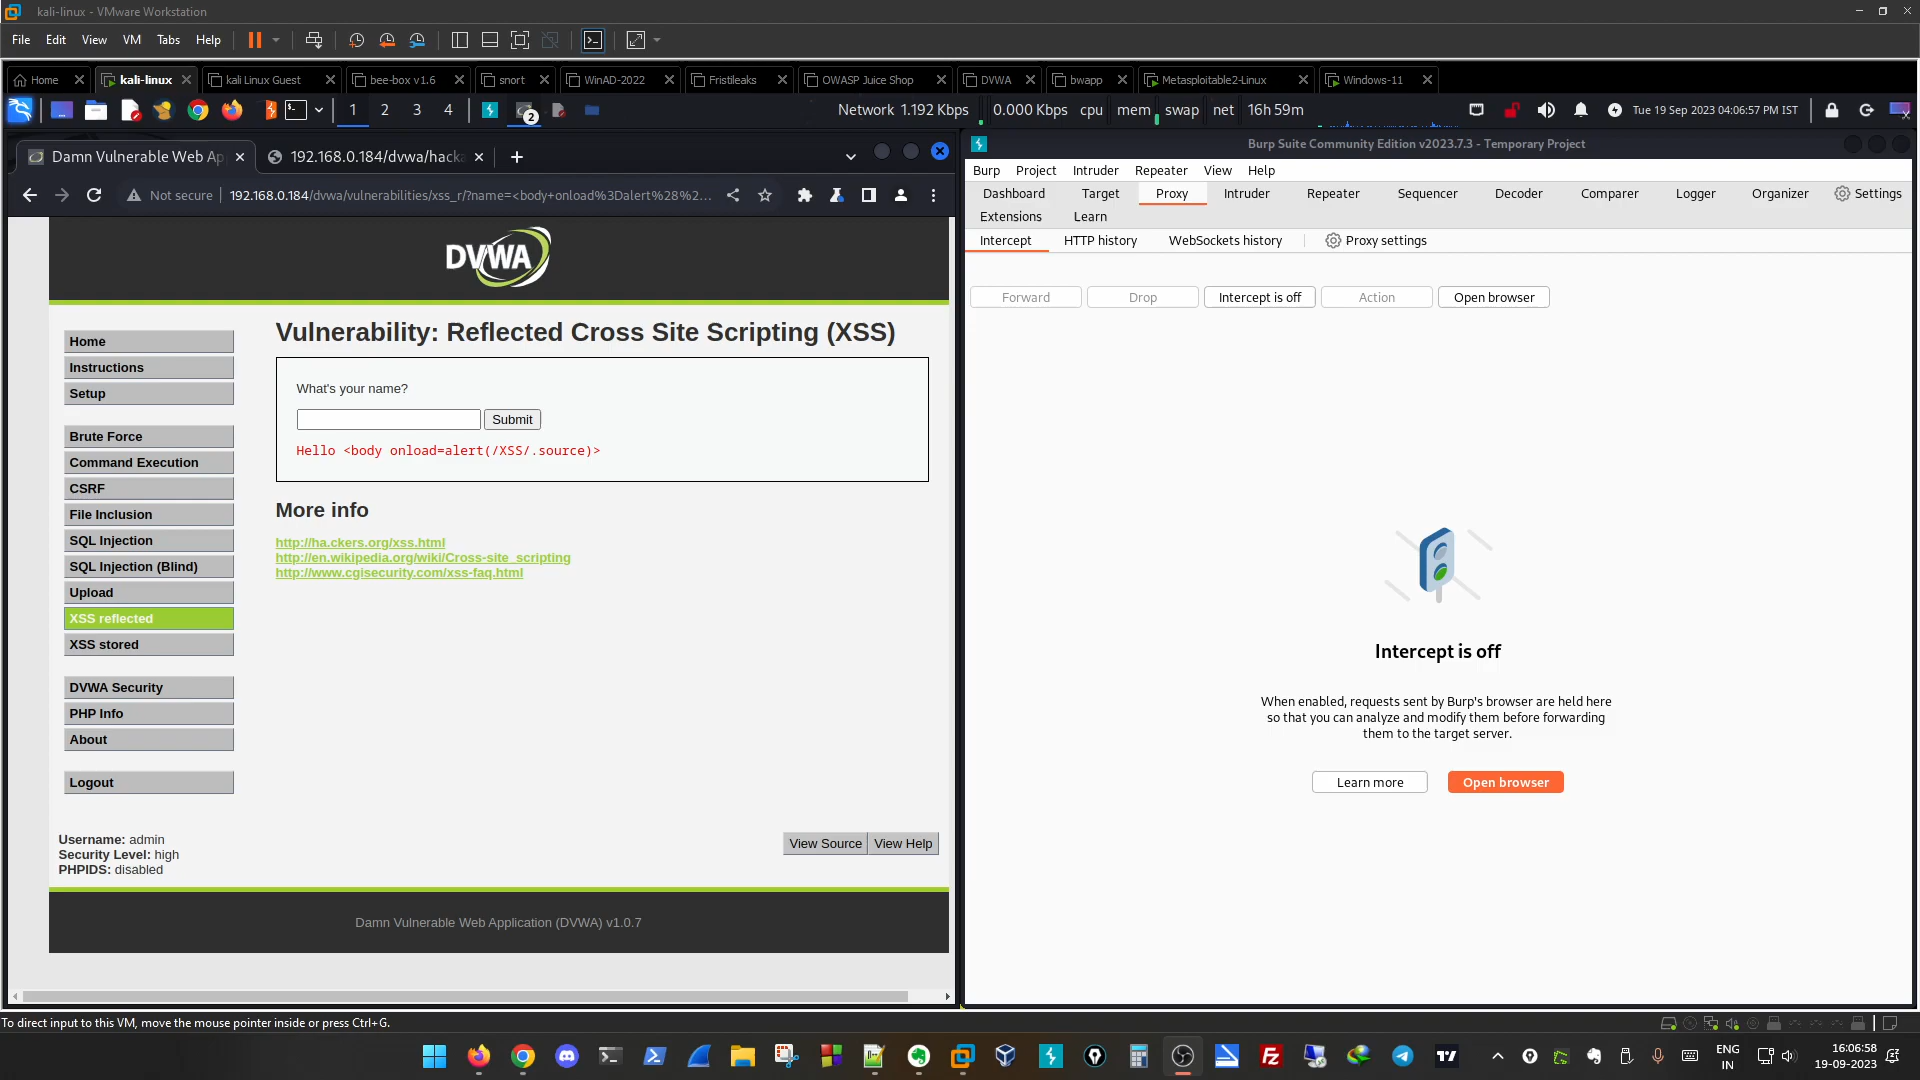 kali-linux - VMware Workstation
File Edit View VM Tabs Help
Home kali-linux kali Linux Guest bee-box v1.6 snort WinAD-2022 Fristileaks OWASP Juice Shop DVWA bwapp Metasploitable2-Linux Windows-11
1 2 3 4 2 Network 1.192 Kbps 0.000 Kbps cpu mem swap net 16h 59m Tue 19 Sep 2023 04:06:57 PM IST
Damn Vulnerable Web Ap 192.168.0.184/dvwa/hacka
Not secure 192.168.0.184/dvwa/vulnerabilities/xss_r/?name=<body+onload%3Dalert%28%2...
DVWA
Home
Instructions
Setup
Brute Force
Command Execution
CSRF
File Inclusion
SQL Injection
SQL Injection (Blind)
Upload
XSS reflected
XSS stored
DVWA Security
PHP Info
About
Logout
Vulnerability: Reflected Cross Site Scripting (XSS)
What's your name?
Submit
Hello <body onload=alert(/XSS/.source)>
More info
http://ha.ckers.org/xss.html
http://en.wikipedia.org/wiki/Cross-site_scripting
http://www.cgisecurity.com/xss-faq.html
Username: admin
Security Level: high
PHPIDS: disabled
View Source View Help
Damn Vulnerable Web Application (DVWA) v1.0.7
Burp Suite Community Edition v2023.7.3 - Temporary Project
Burp Project Intruder Repeater View Help
Dashboard Target Proxy Intruder Repeater Sequencer Decoder Comparer Logger Organizer Settings
Extensions Learn
Intercept HTTP history WebSockets history Proxy settings
Forward Drop Intercept is off Action Open browser
Intercept is off
When enabled, requests sent by Burp's browser are held here
so that you can analyze and modify them before forwarding
them to the target server.
Learn more Open browser
To direct input to this VM, move the mouse pointer inside or press Ctrl+G.
ENG
IN
16:06:58
19-09-2023